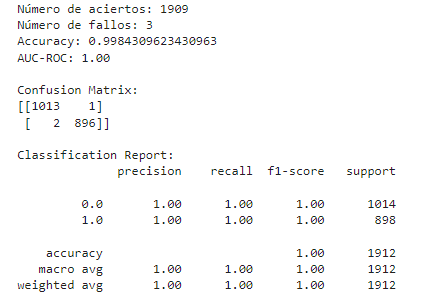 Número de aciertos: 1909
Número de fallos: 3
Accuracy: 0.9984309623430963
AUC-ROC: 1.00
Confusion Matrix:
[[1013    1]
 [   2  896]]
Classification Report:
              precision    recall  f1-score   support
         0.0       1.00      1.00      1.00      1014
         1.0       1.00      1.00      1.00       898
    accuracy                           1.00      1912
   macro avg       1.00      1.00      1.00      1912
weighted avg       1.00      1.00      1.00      1912